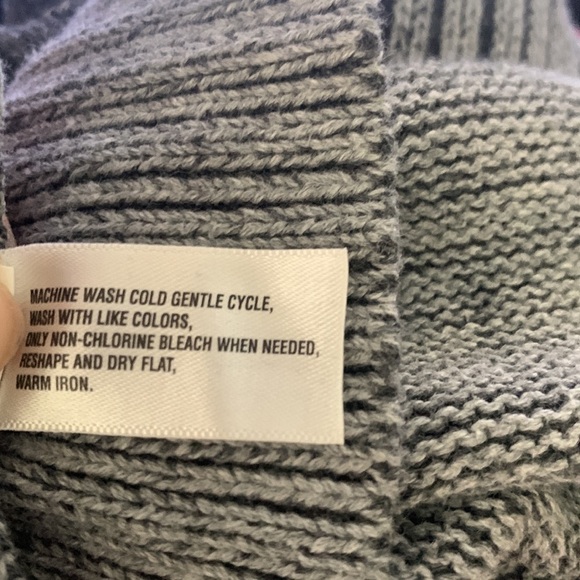 MACHINE WASH COLD GENTLE CYCLE,
WASH WITH LIKE COLORS,
ONLY NON-CHLORINE BLEACH WHEN NEEDED,
RESHAPE AND DRY FLAT,
WARM IRON.